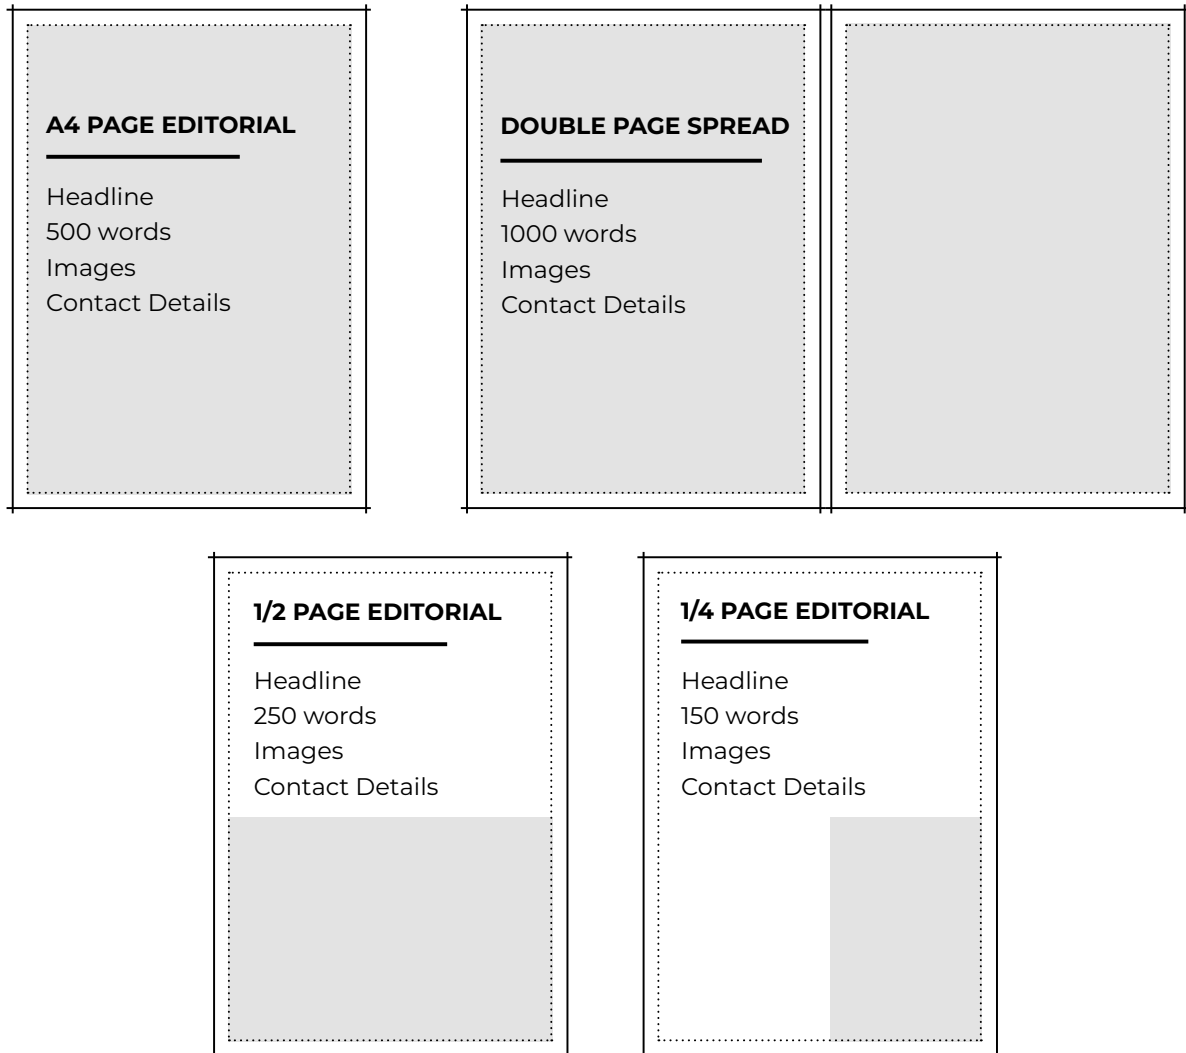 A4 PAGE EDITORIAL
Headline
500 words
Images
Contact Details
DOUBLE PAGE SPREAD
Headline
1000 words
Images
Contact Details
1/2 PAGE EDITORIAL
Headline
250 words
Images
Contact Details
1/4 PAGE EDITORIAL
Headline
150 words
Images
Contact Details